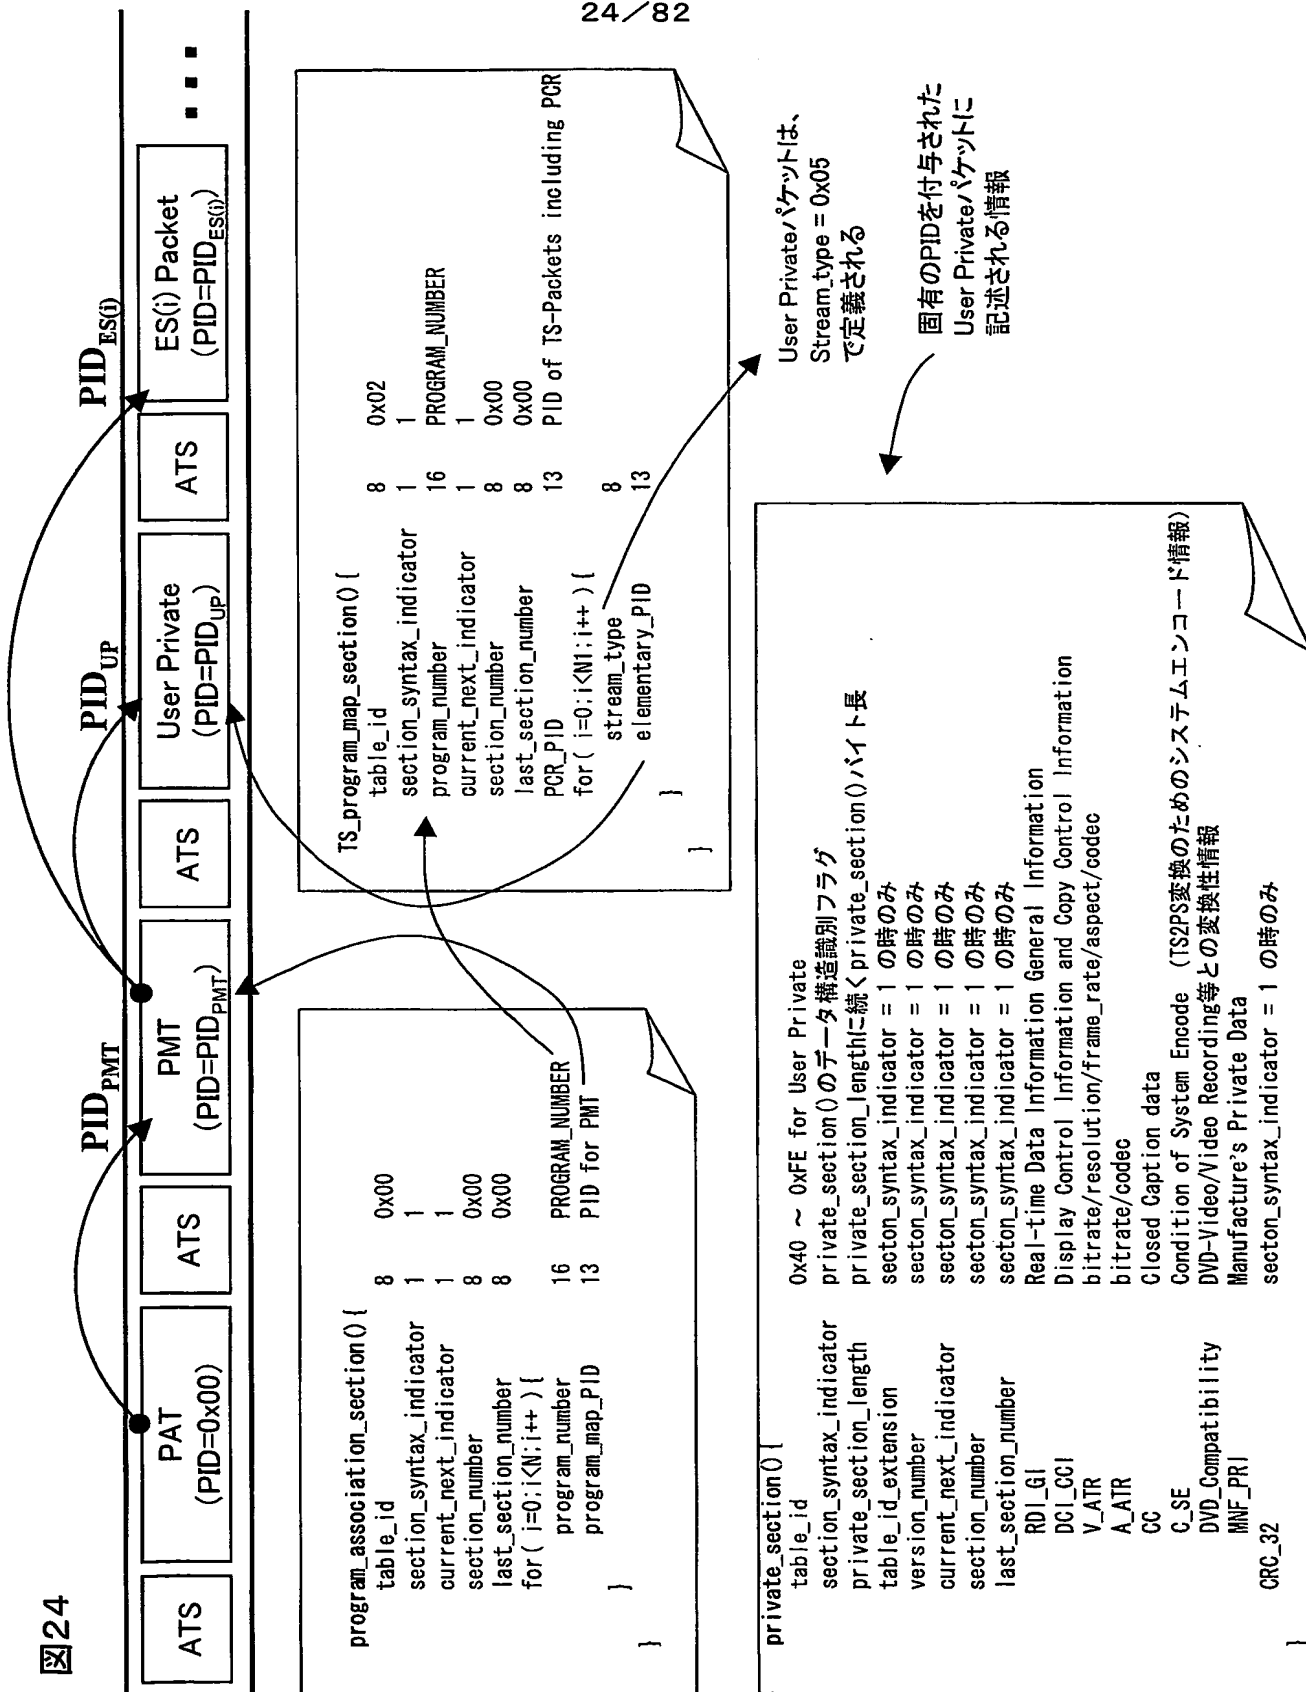 24/82
図24
PID_PMT
PID_UP
PID_ES(i)
ATS
PAT
(PID=0x00)
ATS
PMT
(PID=PID_PMT)
ATS
User Private
(PID=PID_UP)
ATS
ES(i) Packet
(PID=PID_ES(i))
program_association_section() {
table_id 8 0x00
section_syntax_indicator 1 1
current_next_indicator 1 1
section_number 8 0x00
last_section_number 8 0x00
for( i=0;i<N;i++ ) {
program_number 16 PROGRAM_NUMBER
program_map_PID 13 PID for PMT
}
}
TS_program_map_section() {
table_id 8 0x02
section_syntax_indicator 1 1
program_number 16 PROGRAM_NUMBER
current_next_indicator 1 1
section_number 8 0x00
last_section_number 8 0x00
PCR_PID 13 PID of TS-Packets including PCR
for( i=0;i<N1;i++ ) {
stream_type 8
elementary_PID 13
}
User Privateパケットは、
Stream_type = 0x05
で定義される
固有のPIDを付与された
User Privateパケットに
記述される情報
private_section() {
table_id 0x40 ~ 0xFE for User Private
section_syntax_indicator private_section()のデータ構造識別フラグ
private_section_length private_section_lengthに続くprivate_section()バイト長
table_id_extension secton_syntax_indicator = 1 の時のみ
version_number secton_syntax_indicator = 1 の時のみ
current_next_indicator secton_syntax_indicator = 1 の時のみ
section_number secton_syntax_indicator = 1 の時のみ
last_section_number secton_syntax_indicator = 1 の時のみ
RDI_GI Real-time Data Information General Information
DCI_CCI Display Control Information and Copy Control Information
V_ATR bitrate/resolution/frame_rate/aspect/codec
A_ATR bitrate/codec
CC Closed Caption data
C_SE Condition of System Encode (TS2PS変換のためのシステムエンコード情報)
DVD_Compatibility DVD-Video/Video Recording等との変換性情報
MNF_PRI Manufacture's Private Data
CRC_32 secton_syntax_indicator = 1 の時のみ
}